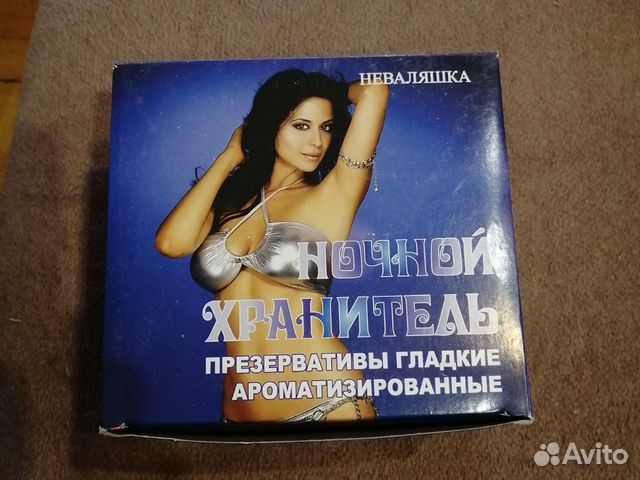 НЕВАЛЯШКА
НОЧНОЙ
ХРАНИТЕЛЬ
ПРЕЗЕРВАТИВЫ ГЛАДКИЕ
АРОМАТИЗИРОВАННЫЕ
Avito